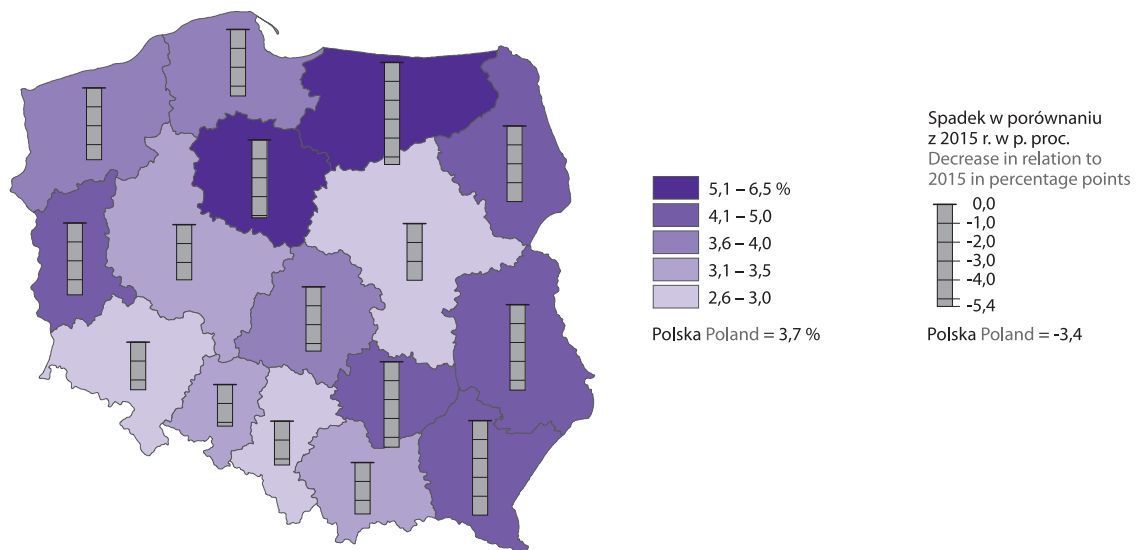 5,1 – 6,5 %
4,1 – 5,0
3,6 – 4,0
3,1 – 3,5
2,6 – 3,0
Polska Poland = 3,7 %
Spadek w porównaniu
z 2015 r. w p. proc.
Decrease in relation to
2015 in percentage points
0,0
-1,0
-2,0
-3,0
-4,0
-5,4
Polska Poland = -3,4